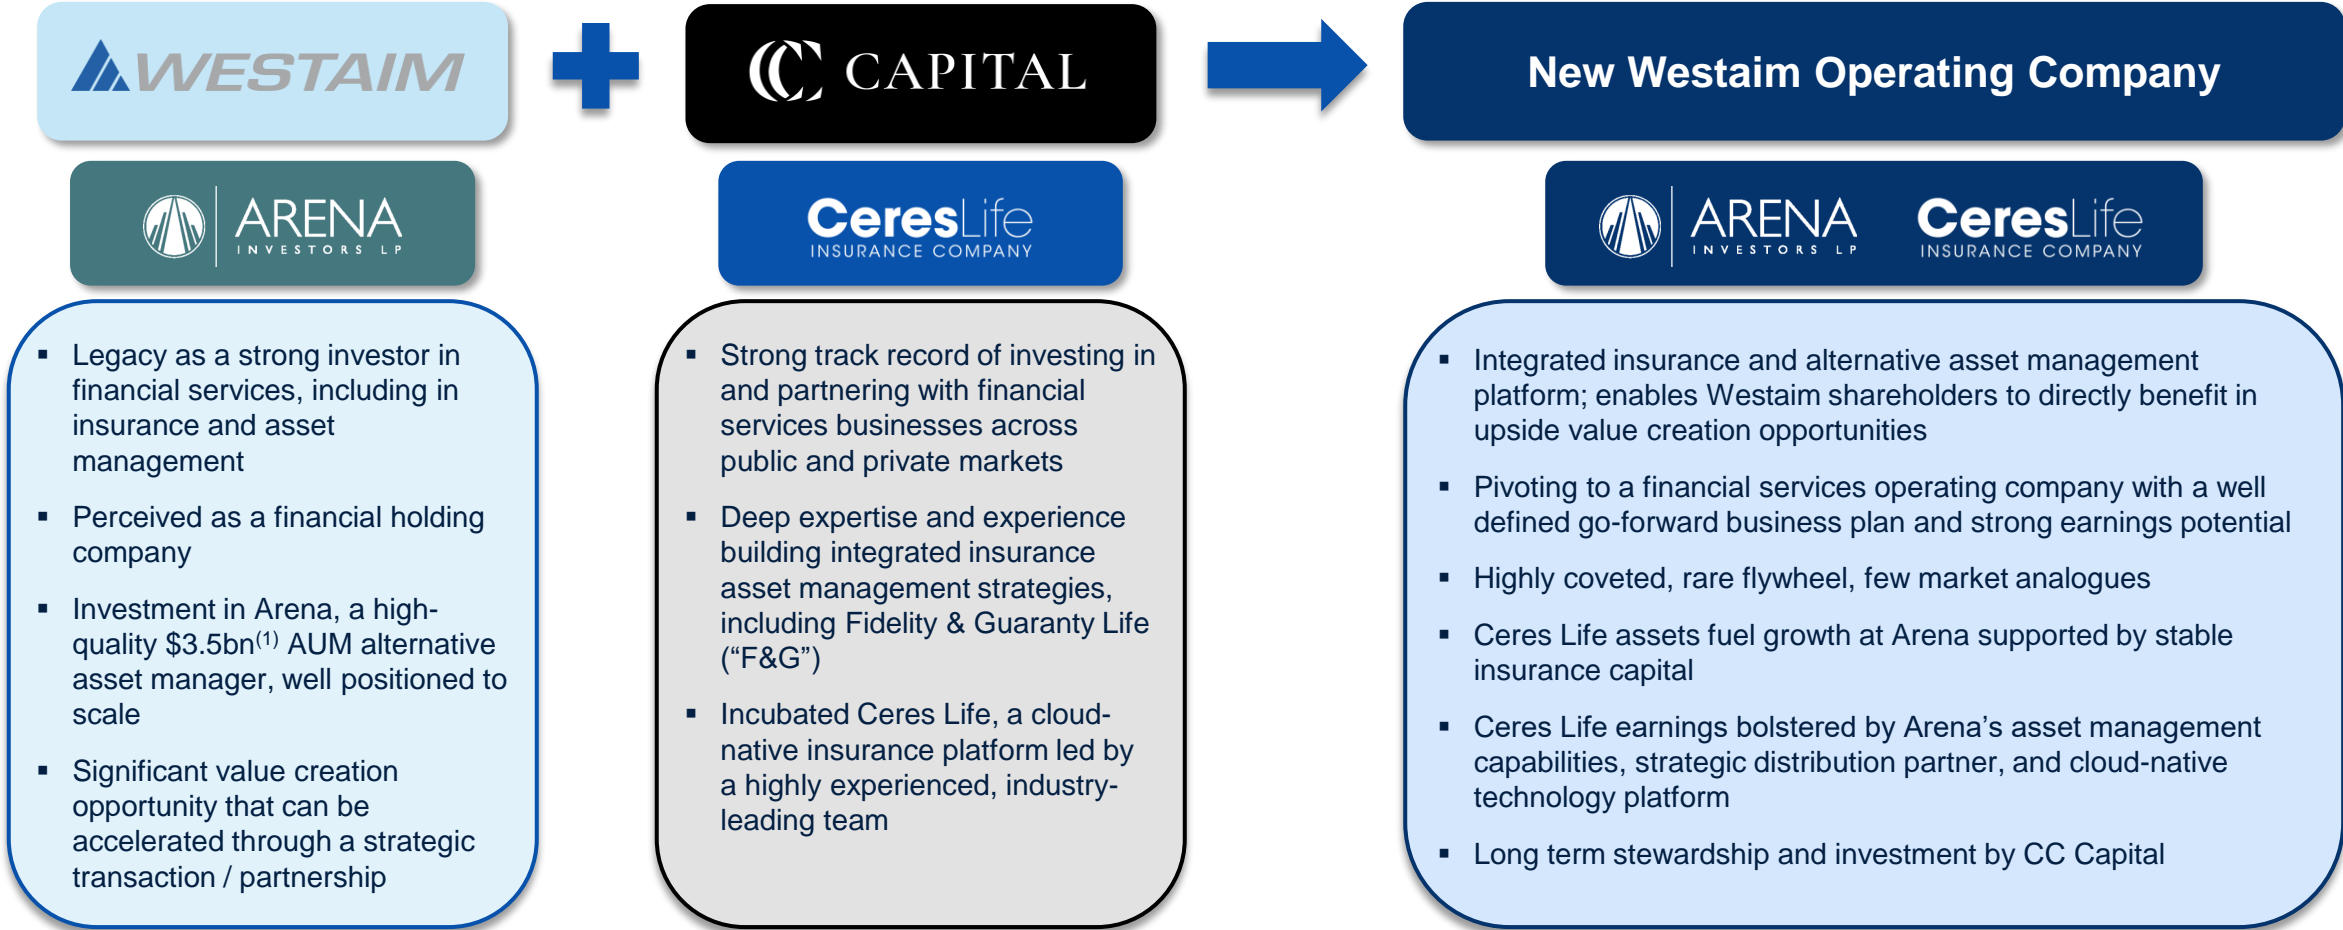 WESTAIM
CC CAPITAL
New Westaim Operating Company
ARENA
INVESTORS LP
CeresLife
INSURANCE COMPANY
ARENA
INVESTORS LP
CeresLife
INSURANCE COMPANY
▪ Legacy as a strong investor in
financial services, including in
insurance and asset
management
▪ Perceived as a financial holding
company
▪ Investment in Arena, a high-
quality $3.5bn(1) AUM alternative
asset manager, well positioned to
scale
▪ Significant value creation
opportunity that can be
accelerated through a strategic
transaction / partnership
▪ Strong track record of investing in
and partnering with financial
services businesses across
public and private markets
▪ Deep expertise and experience
building integrated insurance
asset management strategies,
including Fidelity & Guaranty Life
(“F&G”)
▪ Incubated Ceres Life, a cloud-
native insurance platform led by
a highly experienced, industry-
leading team
▪ Integrated insurance and alternative asset management
platform; enables Westaim shareholders to directly benefit in
upside value creation opportunities
▪ Pivoting to a financial services operating company with a well
defined go-forward business plan and strong earnings potential
▪ Highly coveted, rare flywheel, few market analogues
▪ Ceres Life assets fuel growth at Arena supported by stable
insurance capital
▪ Ceres Life earnings bolstered by Arena’s asset management
capabilities, strategic distribution partner, and cloud-native
technology platform
▪ Long term stewardship and investment by CC Capital